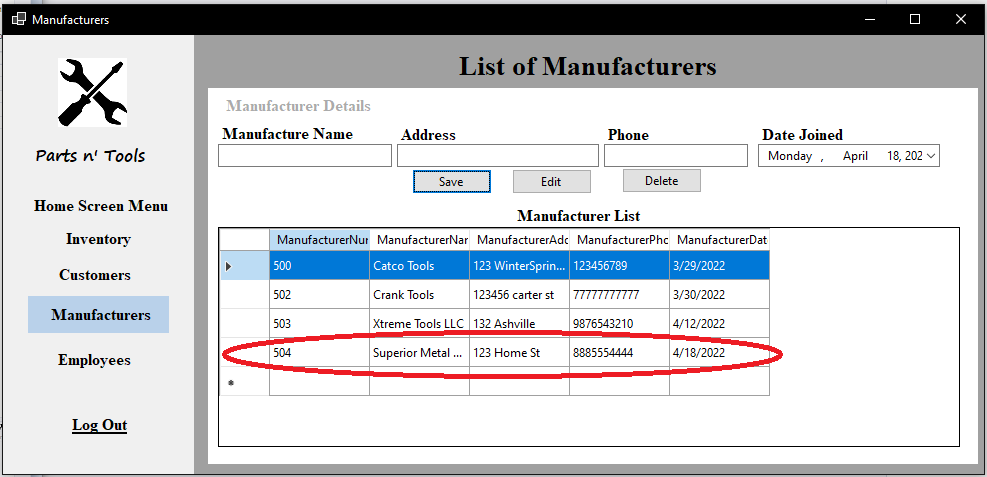 Manufacturers
List of Manufacturers
Parts n' Tools
Home Screen Menu
Inventory
Customers
Manufacturers
Employees
Log Out
Manufacturer Details
Manufacture Name Address Phone Date Joined
Monday , April 18, 202
Save Edit Delete
Manufacturer List
ManufacturerNur ManufacturerNar ManufacturerAdd ManufacturerPho ManufacturerDat
500 Catco Tools 123 WinterSprin... 123456789 3/29/2022
502 Crank Tools 123456 carter st 77777777777 3/30/2022
503 Xtreme Tools LLC 132 Ashville 9876543210 4/12/2022
504 Superior Metal ... 123 Home St 8885554444 4/18/2022